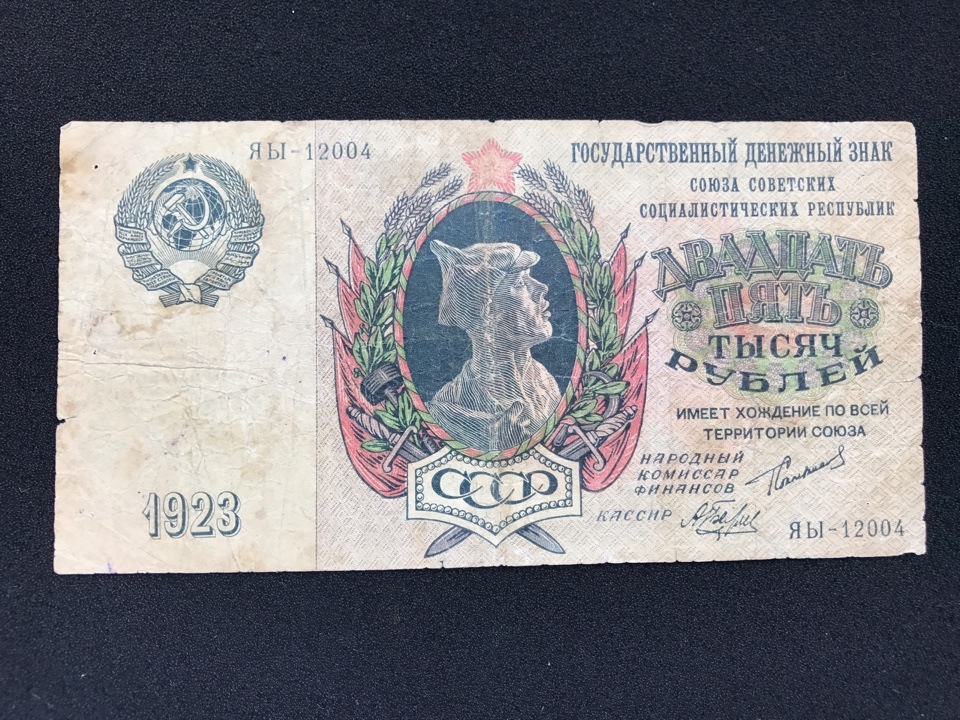 ЯЫ-12004
ГОСУДАРСТВЕННЫЙ ДЕНЕЖНЫЙ ЗНАК
СОЮЗА СОВЕТСКИХ
СОЦИАЛИСТИЧЕСКИХ РЕСПУБЛИК
ДВАДЦАТЬ
ПЯТЬ
ТЫСЯЧ
РУБЛЕЙ
ИМЕЕТ ХОЖДЕНИЕ ПО ВСЕЙ
ТЕРРИТОРИИ СОЮЗА
НАРОДНЫЙ
КОМИССАР
ФИНАНСОВ
КАССИР
СССР
1923
ЯЫ-12004